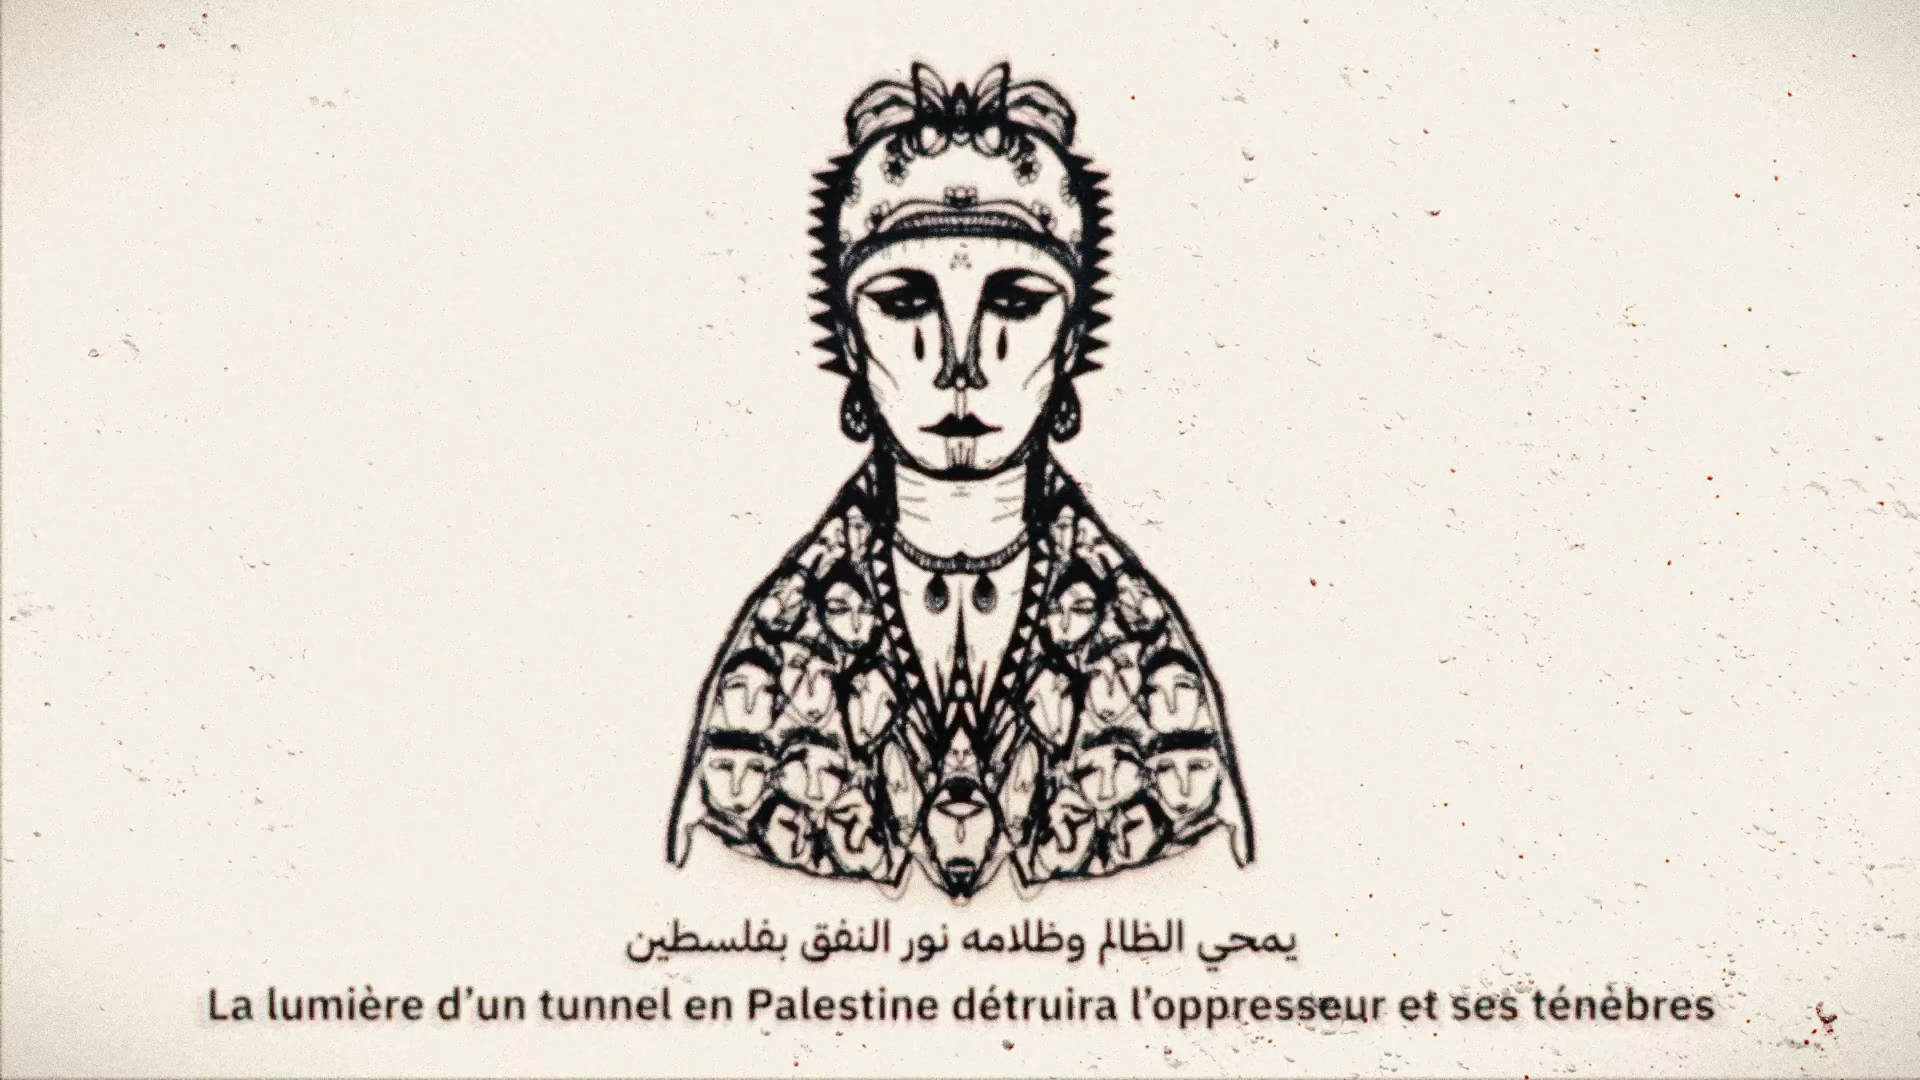 يمحي الظالم وظلامه نور النفق بفلسطين
La lumière d’un tunnel en Palestine détruira l’oppresseur et ses ténèbres